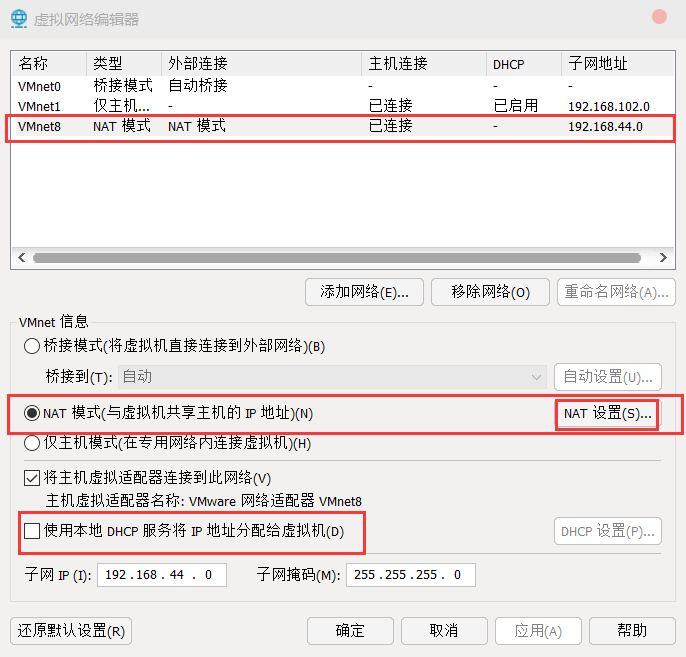 虚拟网络编辑器
名称 类型 外部连接 主机连接 DHCP 子网地址
VMnet0 桥接模式 自动桥接 - - -
VMnet1 仅主机... - 已连接 已启用 192.168.102.0
VMnet8 NAT 模式 NAT 模式 已连接 - 192.168.44.0
添加网络(E)... 移除网络(O) 重命名网络(A)...
VMnet 信息
桥接模式(将虚拟机直接连接到外部网络)(B)
桥接到(T): 自动 自动设置(U)...
NAT 模式(与虚拟机共享主机的 IP 地址)(N) NAT 设置(S)...
仅主机模式(在专用网络内连接虚拟机)(H)
将主机虚拟适配器连接到此网络(V)
主机虚拟适配器名称: VMware 网络适配器 VMnet8
使用本地 DHCP 服务将 IP 地址分配给虚拟机(D) DHCP 设置(P)...
子网 IP (I): 192.168.44.0 子网掩码(M): 255.255.255.0
还原默认设置(R) 确定 取消 应用(A) 帮助